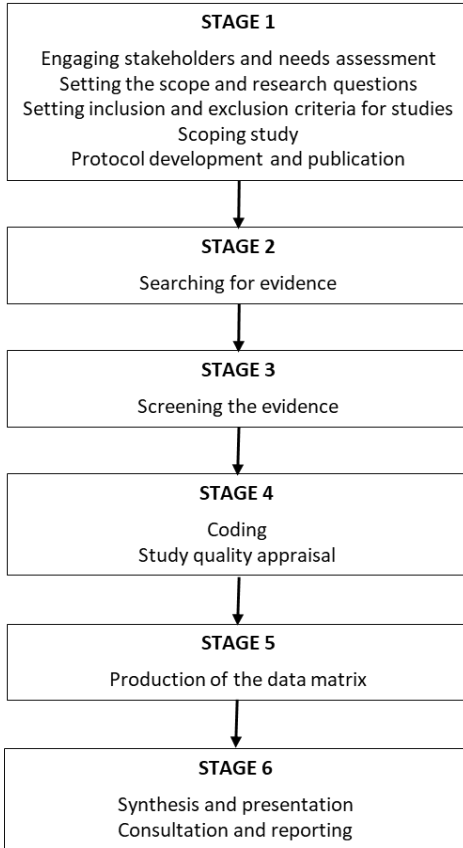 STAGE 1
Engaging stakeholders and needs assessment
Setting the scope and research questions
Setting inclusion and exclusion criteria for studies
Scoping study
Protocol development and publication
STAGE 2
Searching for evidence
STAGE 3
Screening the evidence
STAGE 4
Coding
Study quality appraisal
STAGE 5
Production of the data matrix
STAGE 6
Synthesis and presentation
Consultation and reporting